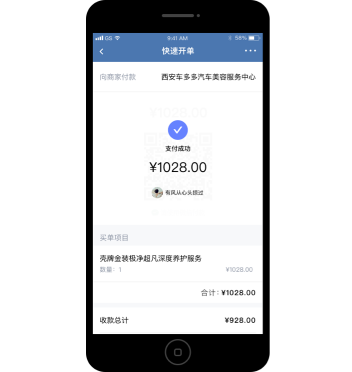 GS 9:41 AM 58%
快速开单
向商家付款 西安车多多汽车美容服务中心
支付成功
¥1028.00
有风从心头掠过
买单项目
壳牌金装极净超凡深度养护服务
数量：1 ¥1028.00
合计：¥1028.00
收款总计 ¥928.00